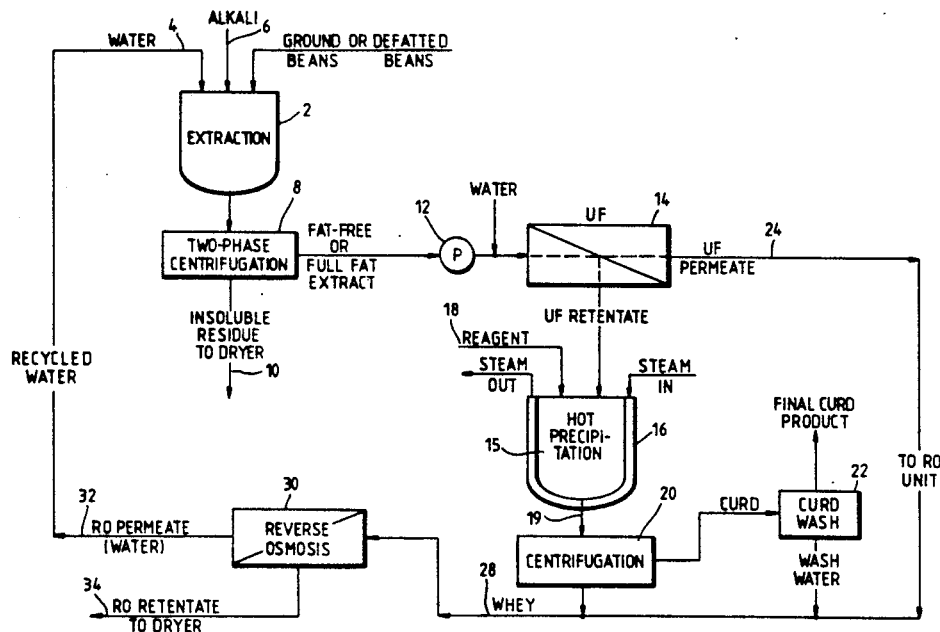 ALKALI
WATER
4
6
GROUND OR DEFATTED
BEANS BEANS
2
EXTRACTION
8
TWO-PHASE
CENTRIFUGATION
FAT-FREE
OR
FULL FAT
EXTRACT
12
P
WATER
UF
14
24
UF
PERMEATE
INSOLUBLE
RESIDUE
TO DRYER
10
UF RETENTATE
18
REAGENT
STEAM
OUT
STEAM
IN
RECYCLED
WATER
HOT
PRECIPI-
TATION
15
16
FINAL CURD
PRODUCT
TO RO
UNIT
22
CURD
WASH
CURD
19
20
CENTRIFUGATION
WASH
WATER
32
RO PERMEATE
(WATER)
30
REVERSE
OSMOSIS
28
WHEY
34
RO RETENTATE
TO DRYER